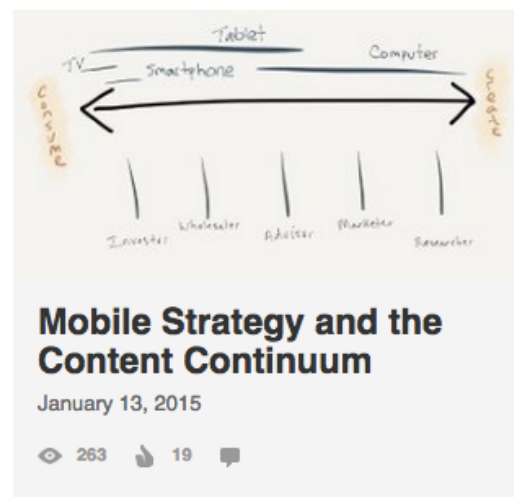 Tablet
Computer
TV
Smartphone
Consume
Create
Investor
Wholesaler
Advisor
Marketer
Researcher
Mobile Strategy and the
Content Continuum
January 13, 2015
263 19